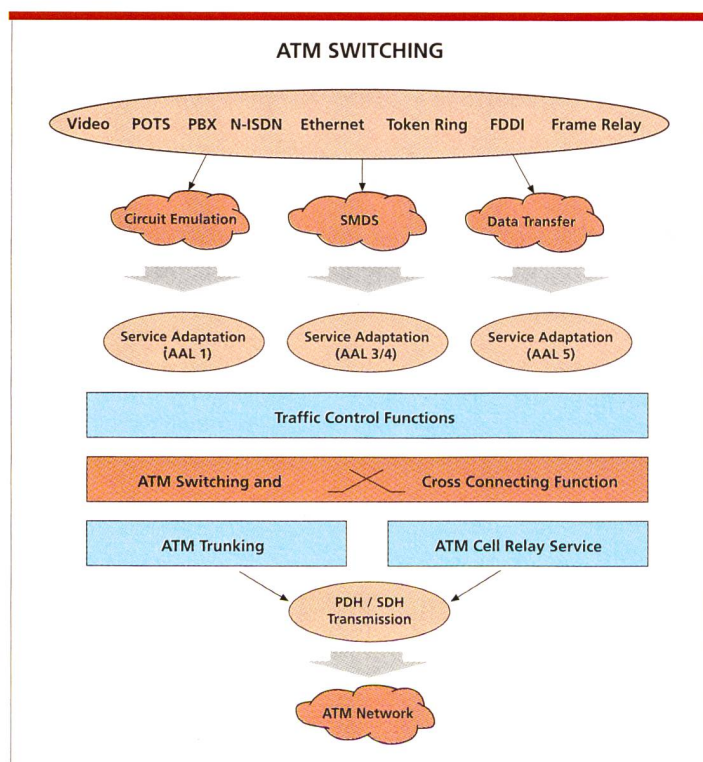 ATM SWITCHING
Video POTS PBX N-ISDN Ethernet Token Ring FDDI Frame Relay
Circuit Emulation
SMDS
Data Transfer
Service Adaptation
(AAL 1)
Service Adaptation
(AAL 3/4)
Service Adaptation
(AAL 5)
Traffic Control Functions
ATM Switching and Cross Connecting Function
ATM Trunking
ATM Cell Relay Service
PDH / SDH
Transmission
ATM Network